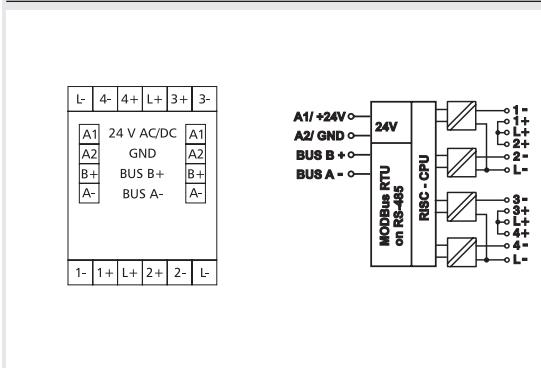 L- 4- 4+ L+ 3+ 3-
A1 24 V AC/DC A1
A2 GND A2
B+ BUS B+ B+
A- BUS A- A-
1- 1+ L+ 2+ 2- L-
A1/ +24V
A2/ GND
BUS B +
BUS A -
24V
MODBus RTU
on RS-485
RISC - CPU
1 -
1+
L+
2+
2 -
L-
3 -
3+
L+
4+
4 -
L-